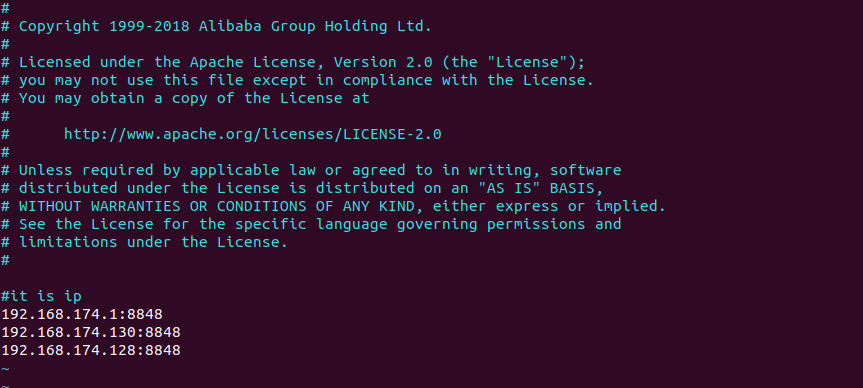 #
# Copyright 1999-2018 Alibaba Group Holding Ltd.
#
# Licensed under the Apache License, Version 2.0 (the "License");
# you may not use this file except in compliance with the License.
# You may obtain a copy of the License at
#
#      http://www.apache.org/licenses/LICENSE-2.0
#
# Unless required by applicable law or agreed to in writing, software
# distributed under the License is distributed on an "AS IS" BASIS,
# WITHOUT WARRANTIES OR CONDITIONS OF ANY KIND, either express or implied.
# See the License for the specific language governing permissions and
# limitations under the License.
#

#it is ip
192.168.174.1:8848
192.168.174.130:8848
192.168.174.128:8848
~
~